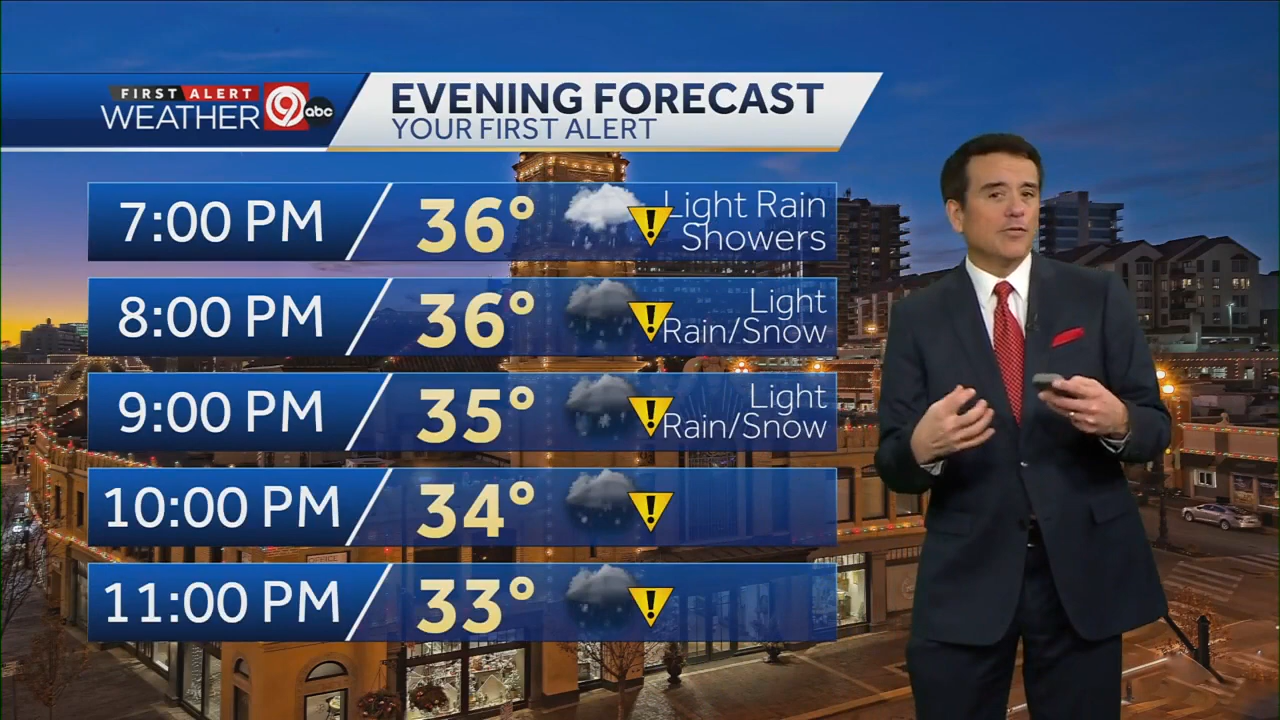 FIRST ALERT
WEATHER 9 abc
EVENING FORECAST
YOUR FIRST ALERT
7:00 PM 36° ! Light Rain
Showers
8:00 PM 36° ! Light
Rain/Snow
9:00 PM 35° ! Light
Rain/Snow
10:00 PM 34° !
11:00 PM 33° !
OFFICE